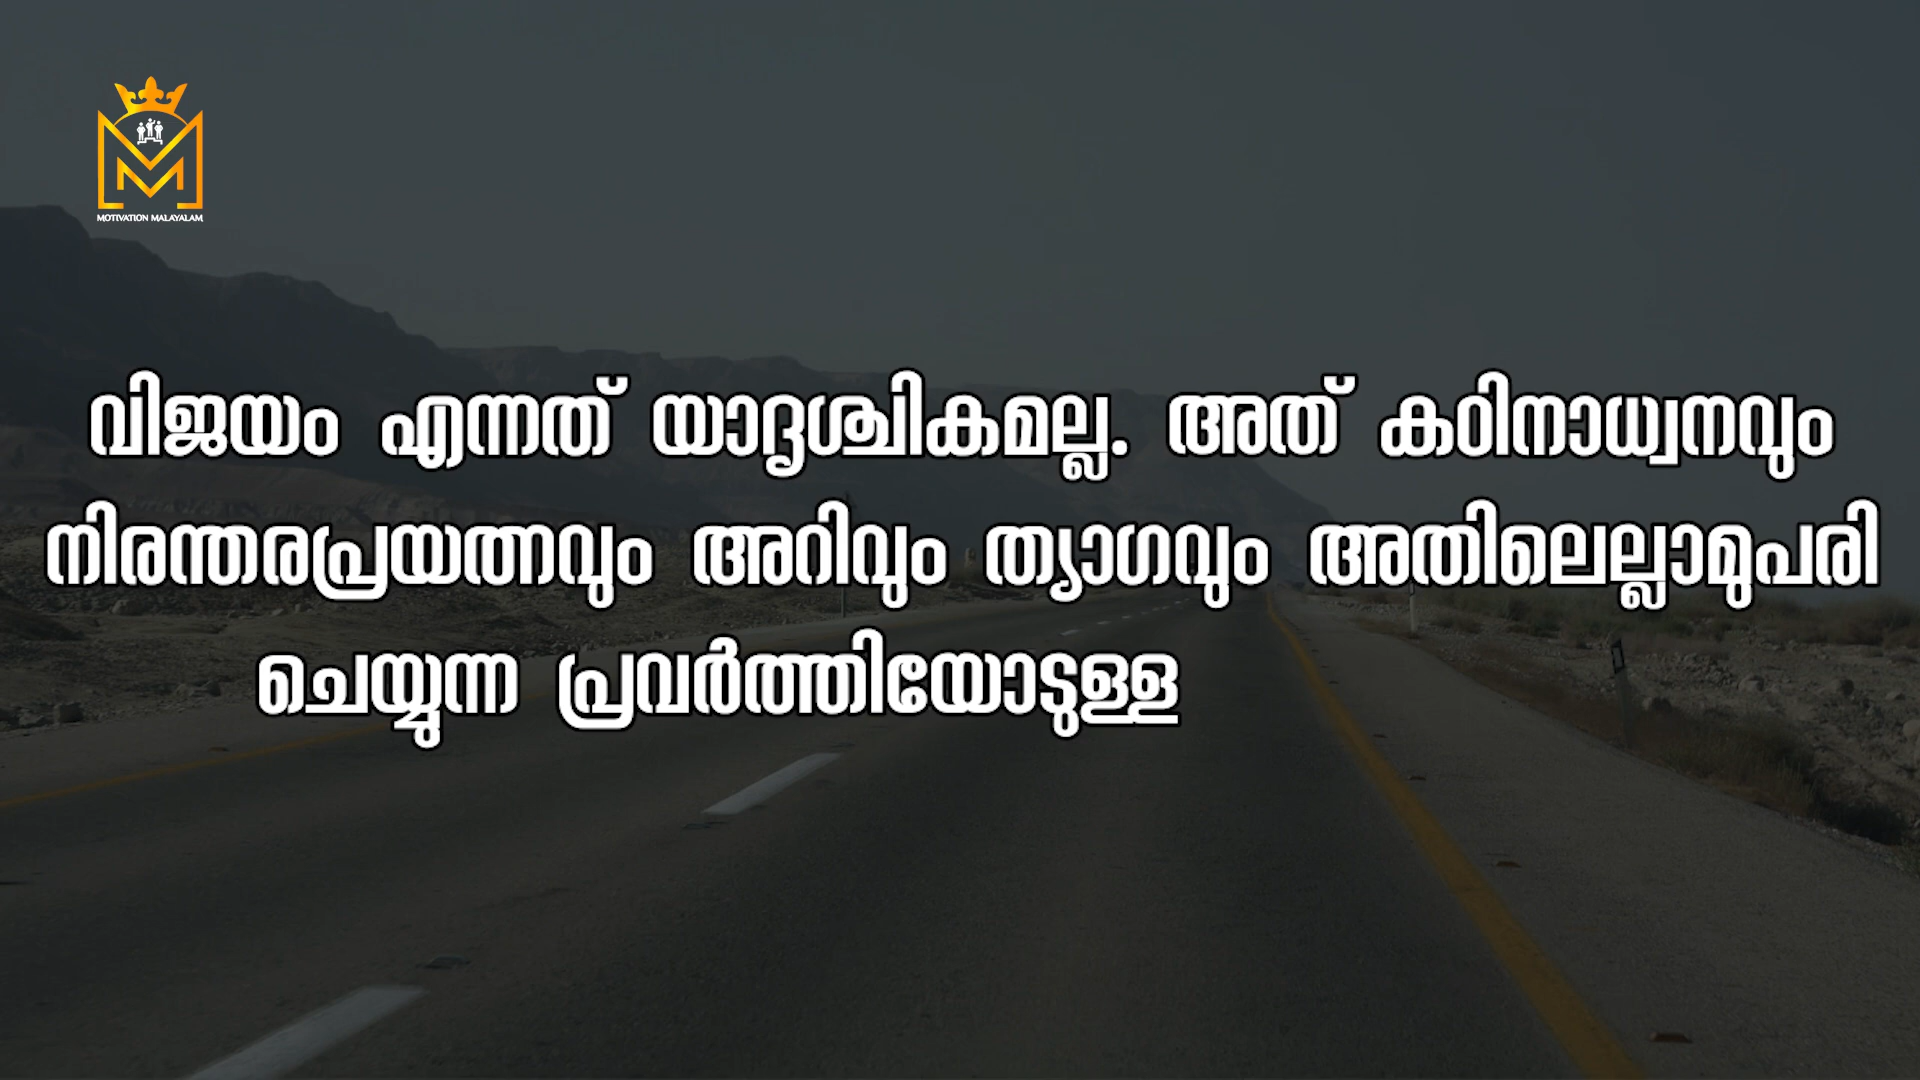 MOTIVATION MALAYALAM
വിജയം എന്നത് യാദൃശ്ചികമല്ല. അത് കഠിനാധ്വനവും
നിരന്തരപ്രയത്നവും അറിവും ത്യാഗവും അതിലെല്ലാമുപരി
ചെയ്യുന്ന പ്രവർത്തിയോടുള്ള